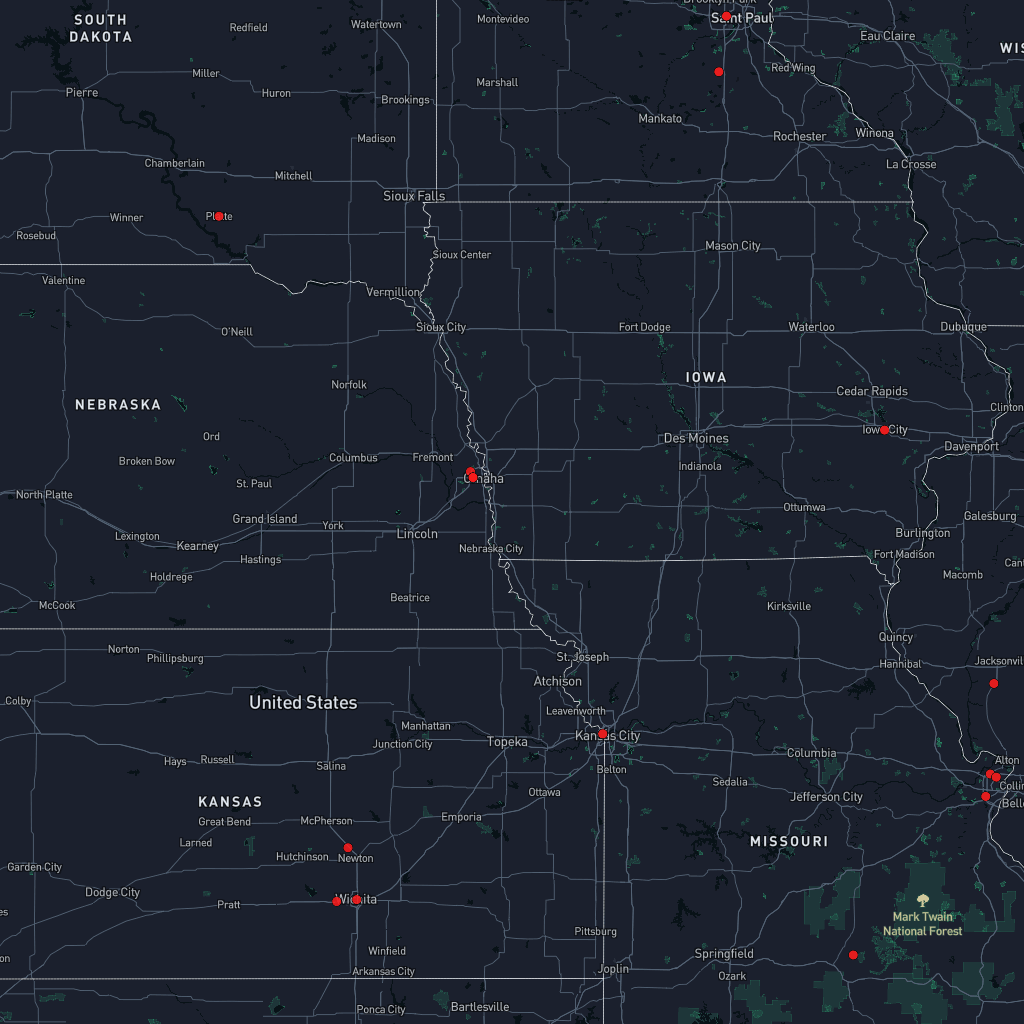 Brooklyn Park
SOUTH
DAKOTA
Redfield
Watertown
Montevideo
Saint Paul
Eau Claire
WIS
Miller
Pierre
Huron
Brookings
Marshall
Red Wing
Mankato
Rochester
Winona
Madison
La Crosse
Chamberlain
Mitchell
Sioux Falls
Winner
Platte
Rosebud
Mason City
Sioux Center
Valentine
Vermillion
O'Neill
Sioux City
Fort Dodge
Waterloo
Dubuque
IOWA
Norfolk
Cedar Rapids
NEBRASKA
Clinton
Ord
Iowa City
Des Moines
Davenport
Broken Bow
Columbus
Fremont
Indianola
St. Paul
Omaha
North Platte
Ottumwa
Galesburg
Grand Island
York
Lexington
Lincoln
Burlington
Kearney
Nebraska City
Fort Madison
Hastings
Can
Holdrege
Macomb
McCook
Beatrice
Kirksville
Quincy
Norton
Phillipsburg
St. Joseph
Hannibal
Jacksonvil
Atchison
Colby
United States
Leavenworth
Manhattan
Kansas City
Topeka
Junction City
Columbia
Hays
Russell
Salina
Belton
Alton
Sedalia
Ottawa
Collin
KANSAS
Jefferson City
Belle
Great Bend
McPherson
Emporia
Larned
MISSOURI
Hutchinson
Newton
Garden City
Dodge City
Pratt
Wichita
es
Mark Twain
National Forest
Pittsburg
Winfield
Springfield
on
Arkansas City
Joplin
Ozark
Ponca City
Bartlesville